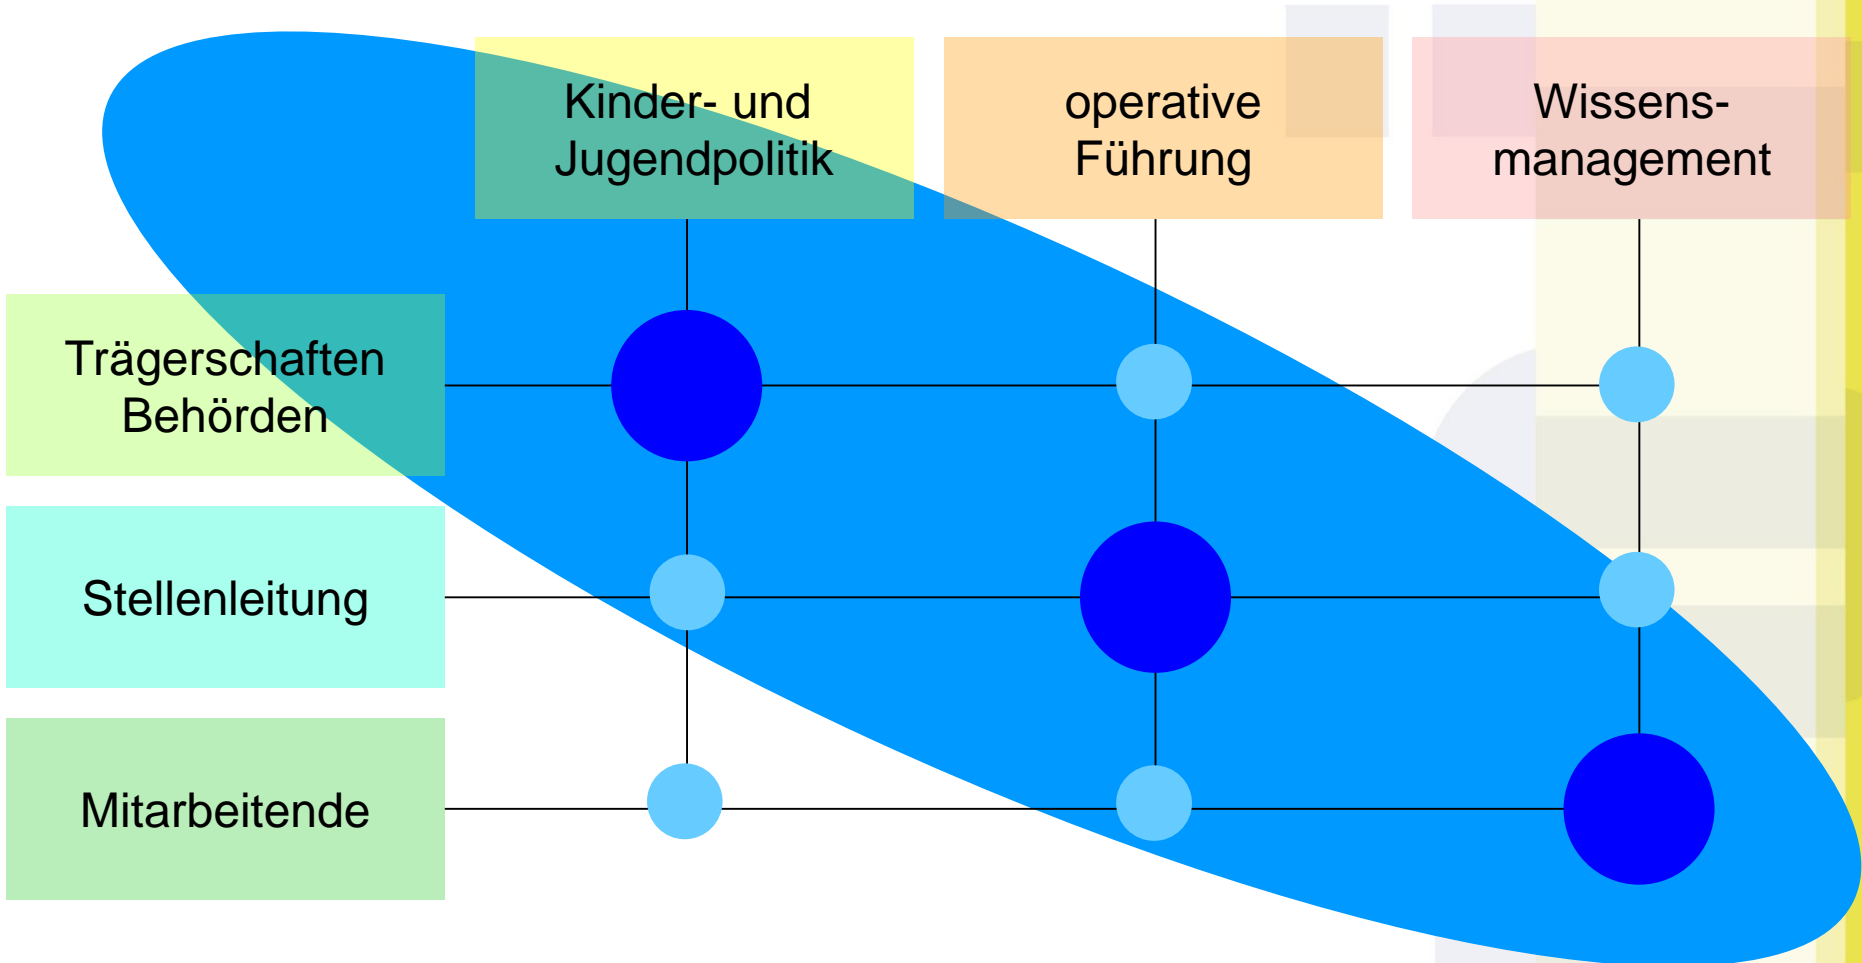 Kinder- und
Jugendpolitik
operative
Führung
Wissens-
management
Trägerschaften
Behörden
Stellenleitung
Mitarbeitende